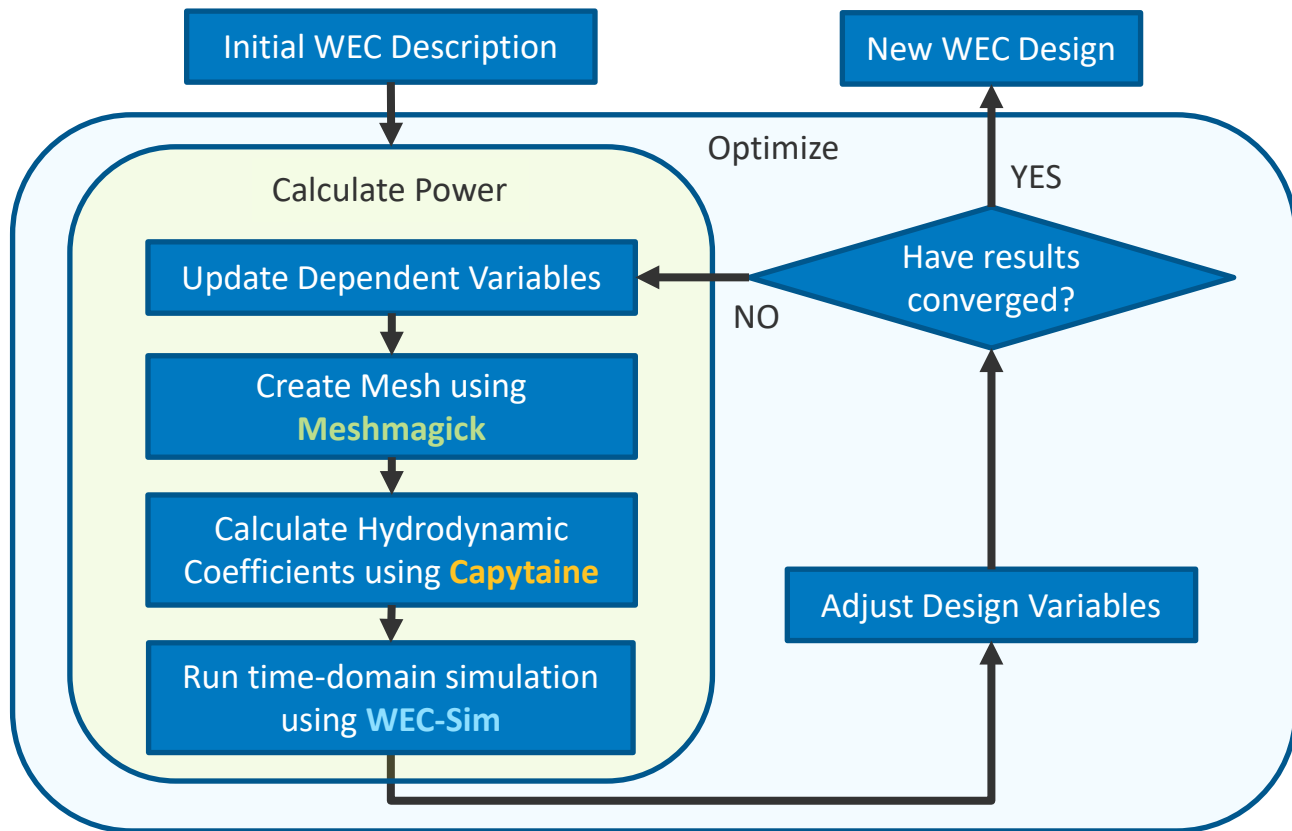 Initial WEC Description
New WEC Design
Optimize
Calculate Power
YES
Update Dependent Variables
Have results
converged?
NO
Create Mesh using
Meshmagick
Calculate Hydrodynamic
Coefficients using Capytaine
Adjust Design Variables
Run time-domain simulation
using WEC-Sim